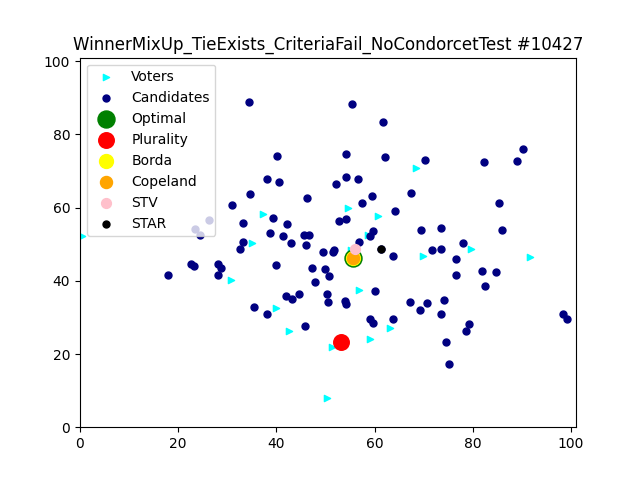 WinnerMixUp_TieExists_CriteriaFail_NoCondorcetTest #10427
Voters
Candidates
Optimal
Plurality
Borda
Copeland
STV
STAR
100
80
60
40
20
0
0 20 40 60 80 100